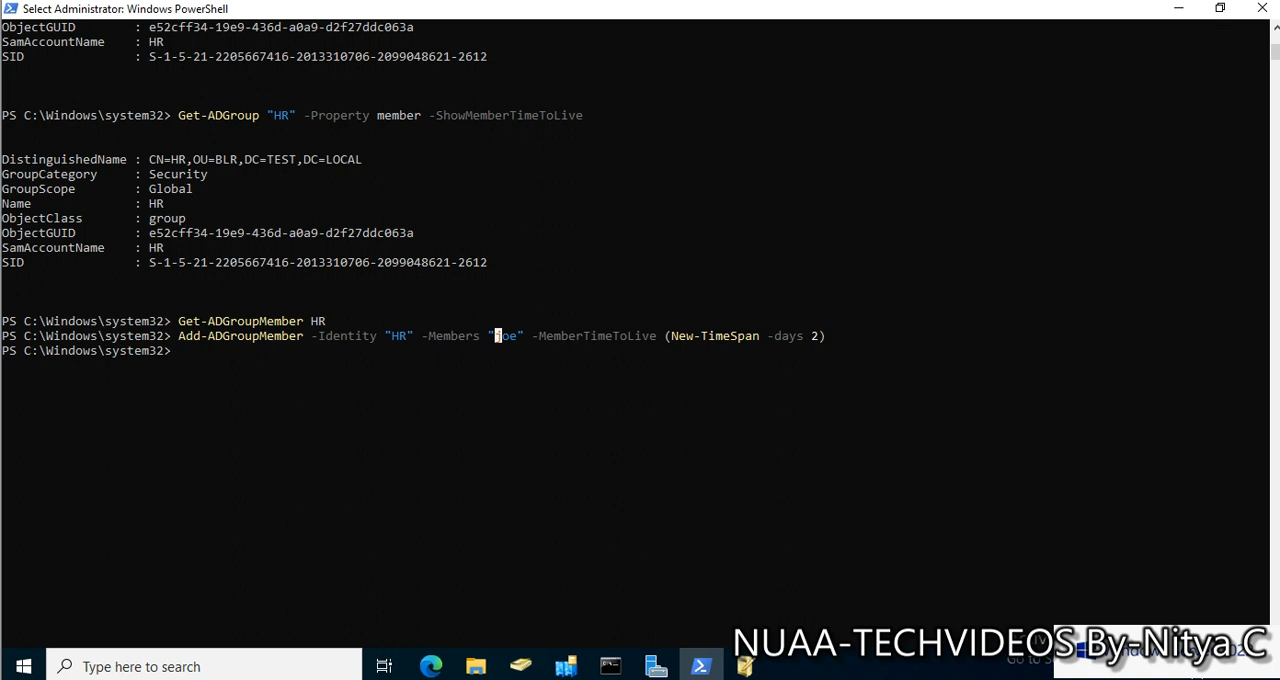 Select Administrator: Windows PowerShell
ObjectGUID : e52cff34-19e9-436d-a0a9-d2f27ddc063a
SamAccountName : HR
SID : S-1-5-21-2205667416-2013310706-2099048621-2612
PS C:\Windows\system32> Get-ADGroup "HR" -Property member -ShowMemberTimeToLive
DistinguishedName : CN=HR,OU=BLR,DC=TEST,DC=LOCAL
GroupCategory : Security
GroupScope : Global
Name : HR
ObjectClass : group
ObjectGUID : e52cff34-19e9-436d-a0a9-d2f27ddc063a
SamAccountName : HR
SID : S-1-5-21-2205667416-2013310706-2099048621-2612
PS C:\Windows\system32> Get-ADGroupMember HR
PS C:\Windows\system32> Add-ADGroupMember -Identity "HR" -Members "joe" -MemberTimeToLive (New-TimeSpan -days 2)
PS C:\Windows\system32>
NUAA-TECHVIDEOS By-Nitya C
Go to
Type here to search